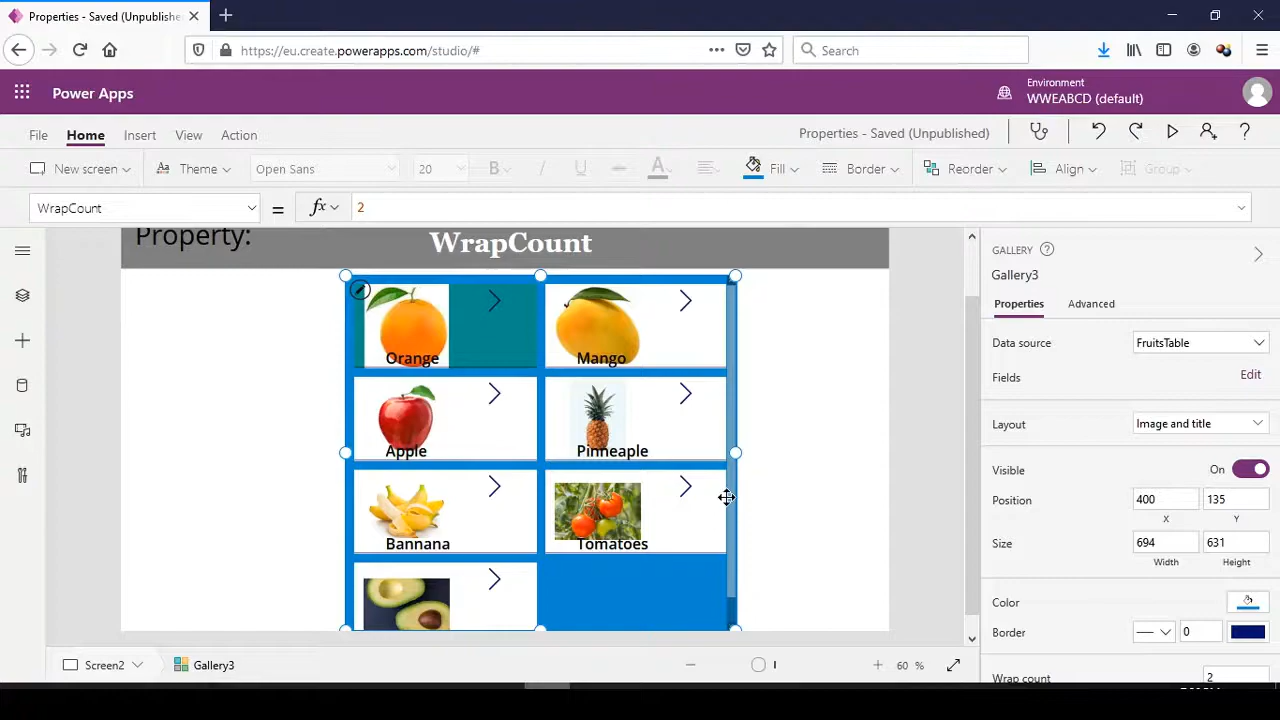 Properties - Saved (Unpublishe
https://eu.create.powerapps.com/studio/#
Search
Power Apps
Environment
WWEABCD (default)
File Home Insert View Action
Properties - Saved (Unpublished)
New screen Theme Open Sans 20 B / U A Fill Border Reorder Align Group
WrapCount = fx 2
Property: WrapCount
Orange Mango
Apple Pinneaple
Bannana Tomatoes
GALLERY
Gallery3
Properties Advanced
Data source FruitsTable
Fields Edit
Layout Image and title
Visible On
Position 400 135
X Y
Size 694 631
Width Height
Color
Border 0
Wrap count 2
Screen2 Gallery3 60 %